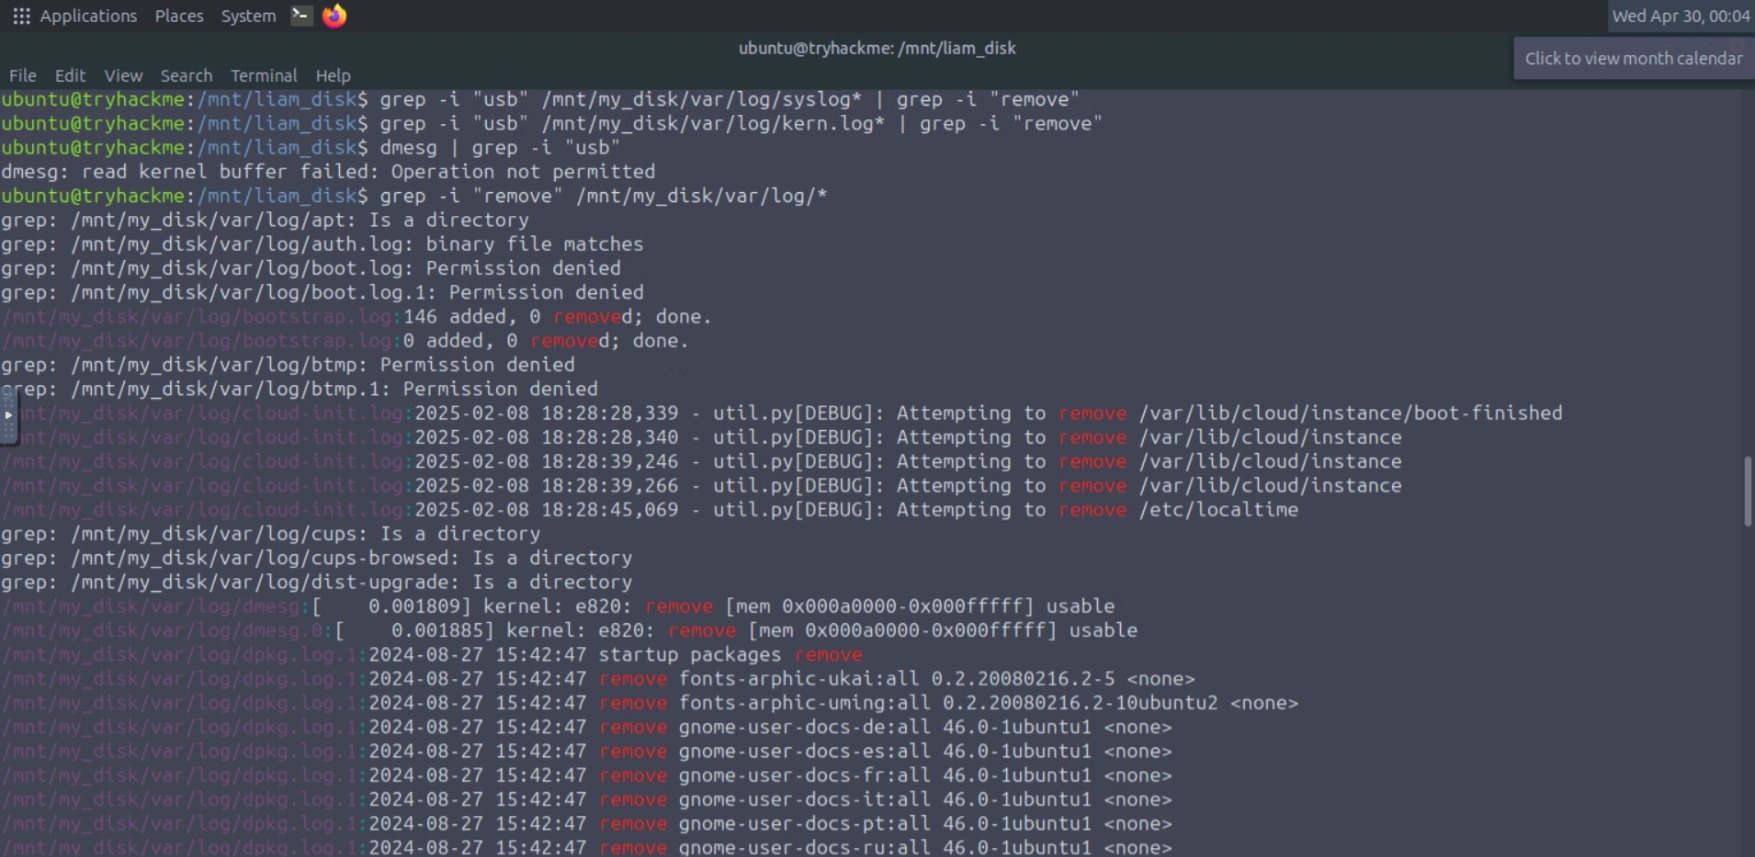 Applications Places System Wed Apr 30, 00:04
ubuntu@tryhackme: /mnt/liam_disk
Click to view month calendar
File Edit View Search Terminal Help
ubuntu@tryhackme:/mnt/liam_disk$ grep -i "usb" /mnt/my_disk/var/log/syslog* | grep -i "remove"
ubuntu@tryhackme:/mnt/liam_disk$ grep -i "usb" /mnt/my_disk/var/log/kern.log* | grep -i "remove"
ubuntu@tryhackme:/mnt/liam_disk$ dmesg | grep -i "usb"
dmesg: read kernel buffer failed: Operation not permitted
ubuntu@tryhackme:/mnt/liam_disk$ grep -i "remove" /mnt/my_disk/var/log/*
grep: /mnt/my_disk/var/log/apt: Is a directory
grep: /mnt/my_disk/var/log/auth.log: binary file matches
grep: /mnt/my_disk/var/log/boot.log: Permission denied
grep: /mnt/my_disk/var/log/boot.log.1: Permission denied
/mnt/my_disk/var/log/bootstrap.log:146 added, 0 removed; done.
/mnt/my_disk/var/log/bootstrap.log:0 added, 0 removed; done.
grep: /mnt/my_disk/var/log/btmp: Permission denied
grep: /mnt/my_disk/var/log/btmp.1: Permission denied
/mnt/my_disk/var/log/cloud-init.log:2025-02-08 18:28:28,339 - util.py[DEBUG]: Attempting to remove /var/lib/cloud/instance/boot-finished
/mnt/my_disk/var/log/cloud-init.log:2025-02-08 18:28:28,340 - util.py[DEBUG]: Attempting to remove /var/lib/cloud/instance
/mnt/my_disk/var/log/cloud-init.log:2025-02-08 18:28:39,246 - util.py[DEBUG]: Attempting to remove /var/lib/cloud/instance
/mnt/my_disk/var/log/cloud-init.log:2025-02-08 18:28:39,266 - util.py[DEBUG]: Attempting to remove /var/lib/cloud/instance
/mnt/my_disk/var/log/cloud-init.log:2025-02-08 18:28:45,069 - util.py[DEBUG]: Attempting to remove /etc/localtime
grep: /mnt/my_disk/var/log/cups: Is a directory
grep: /mnt/my_disk/var/log/cups-browsed: Is a directory
grep: /mnt/my_disk/var/log/dist-upgrade: Is a directory
/mnt/my_disk/var/log/dmesg:[    0.001809] kernel: e820: remove [mem 0x000a0000-0x000fffff] usable
/mnt/my_disk/var/log/dmesg.0:[    0.001885] kernel: e820: remove [mem 0x000a0000-0x000fffff] usable
/mnt/my_disk/var/log/dpkg.log.1:2024-08-27 15:42:47 startup packages remove
/mnt/my_disk/var/log/dpkg.log.1:2024-08-27 15:42:47 remove fonts-arphic-ukai:all 0.2.20080216.2-5 <none>
/mnt/my_disk/var/log/dpkg.log.1:2024-08-27 15:42:47 remove fonts-arphic-uming:all 0.2.20080216.2-10ubuntu2 <none>
/mnt/my_disk/var/log/dpkg.log.1:2024-08-27 15:42:47 remove gnome-user-docs-de:all 46.0-1ubuntu1 <none>
/mnt/my_disk/var/log/dpkg.log.1:2024-08-27 15:42:47 remove gnome-user-docs-es:all 46.0-1ubuntu1 <none>
/mnt/my_disk/var/log/dpkg.log.1:2024-08-27 15:42:47 remove gnome-user-docs-fr:all 46.0-1ubuntu1 <none>
/mnt/my_disk/var/log/dpkg.log.1:2024-08-27 15:42:47 remove gnome-user-docs-it:all 46.0-1ubuntu1 <none>
/mnt/my_disk/var/log/dpkg.log.1:2024-08-27 15:42:47 remove gnome-user-docs-pt:all 46.0-1ubuntu1 <none>
/mnt/my_disk/var/log/dpkg.log.1:2024-08-27 15:42:47 remove gnome-user-docs-ru:all 46.0-1ubuntu1 <none>